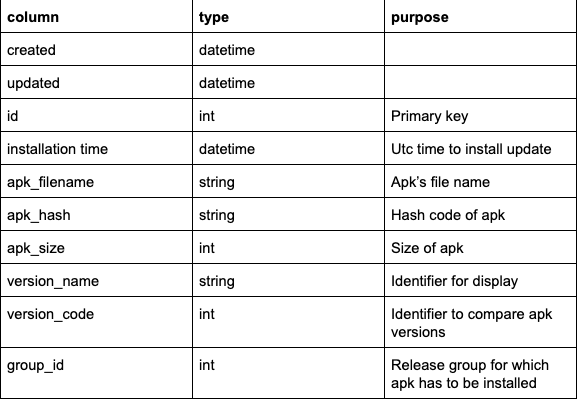 column type purpose
created datetime
updated datetime
id int Primary key
installation time datetime Utc time to install update
apk_filename string Apk's file name
apk_hash string Hash code of apk
apk_size int Size of apk
version_name string Identifier for display
version_code int Identifier to compare apk
versions
group_id int Release group for which
apk has to be installed